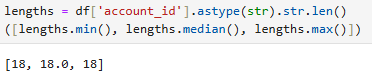 lengths = df['account_id'].astype(str).str.len()
([lengths.min(), lengths.median(), lengths.max()])
[18, 18.0, 18]